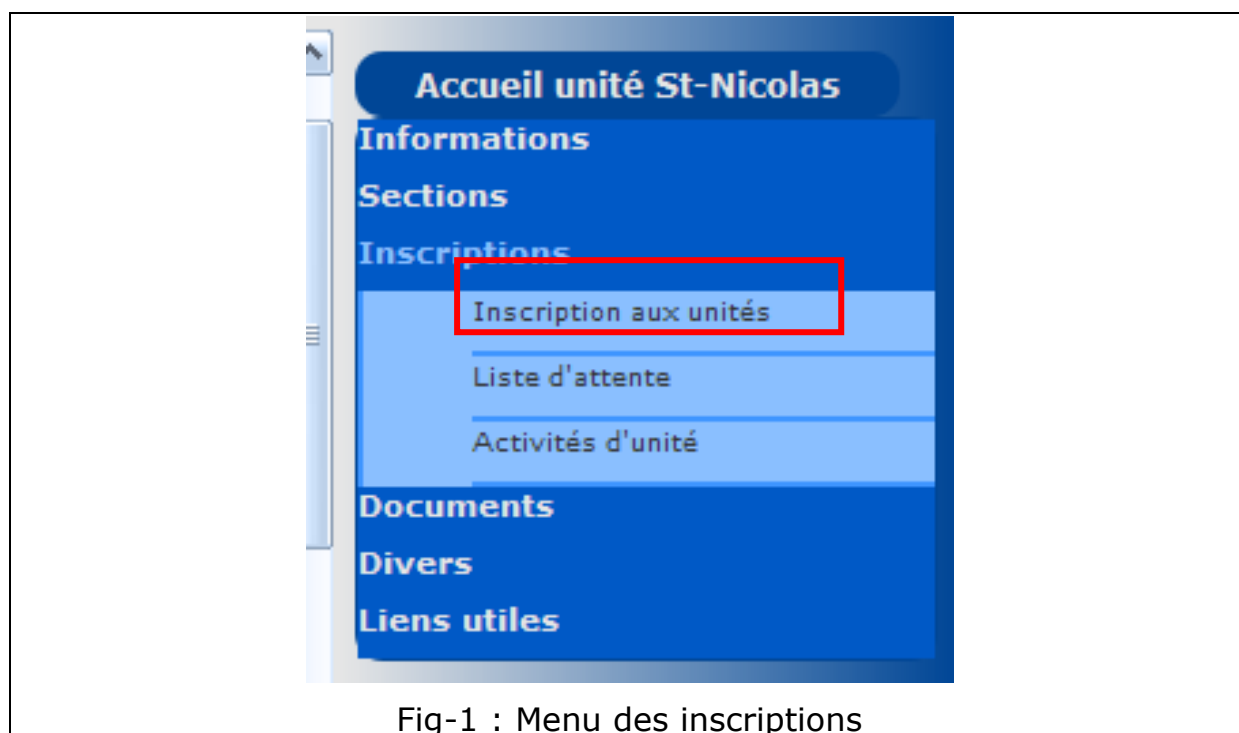 Accueil unité St-Nicolas
Informations
Sections
Inscriptions
Inscription aux unités
Liste d'attente
Activités d'unité
Documents
Divers
Liens utiles
Fig-1 : Menu des inscriptions